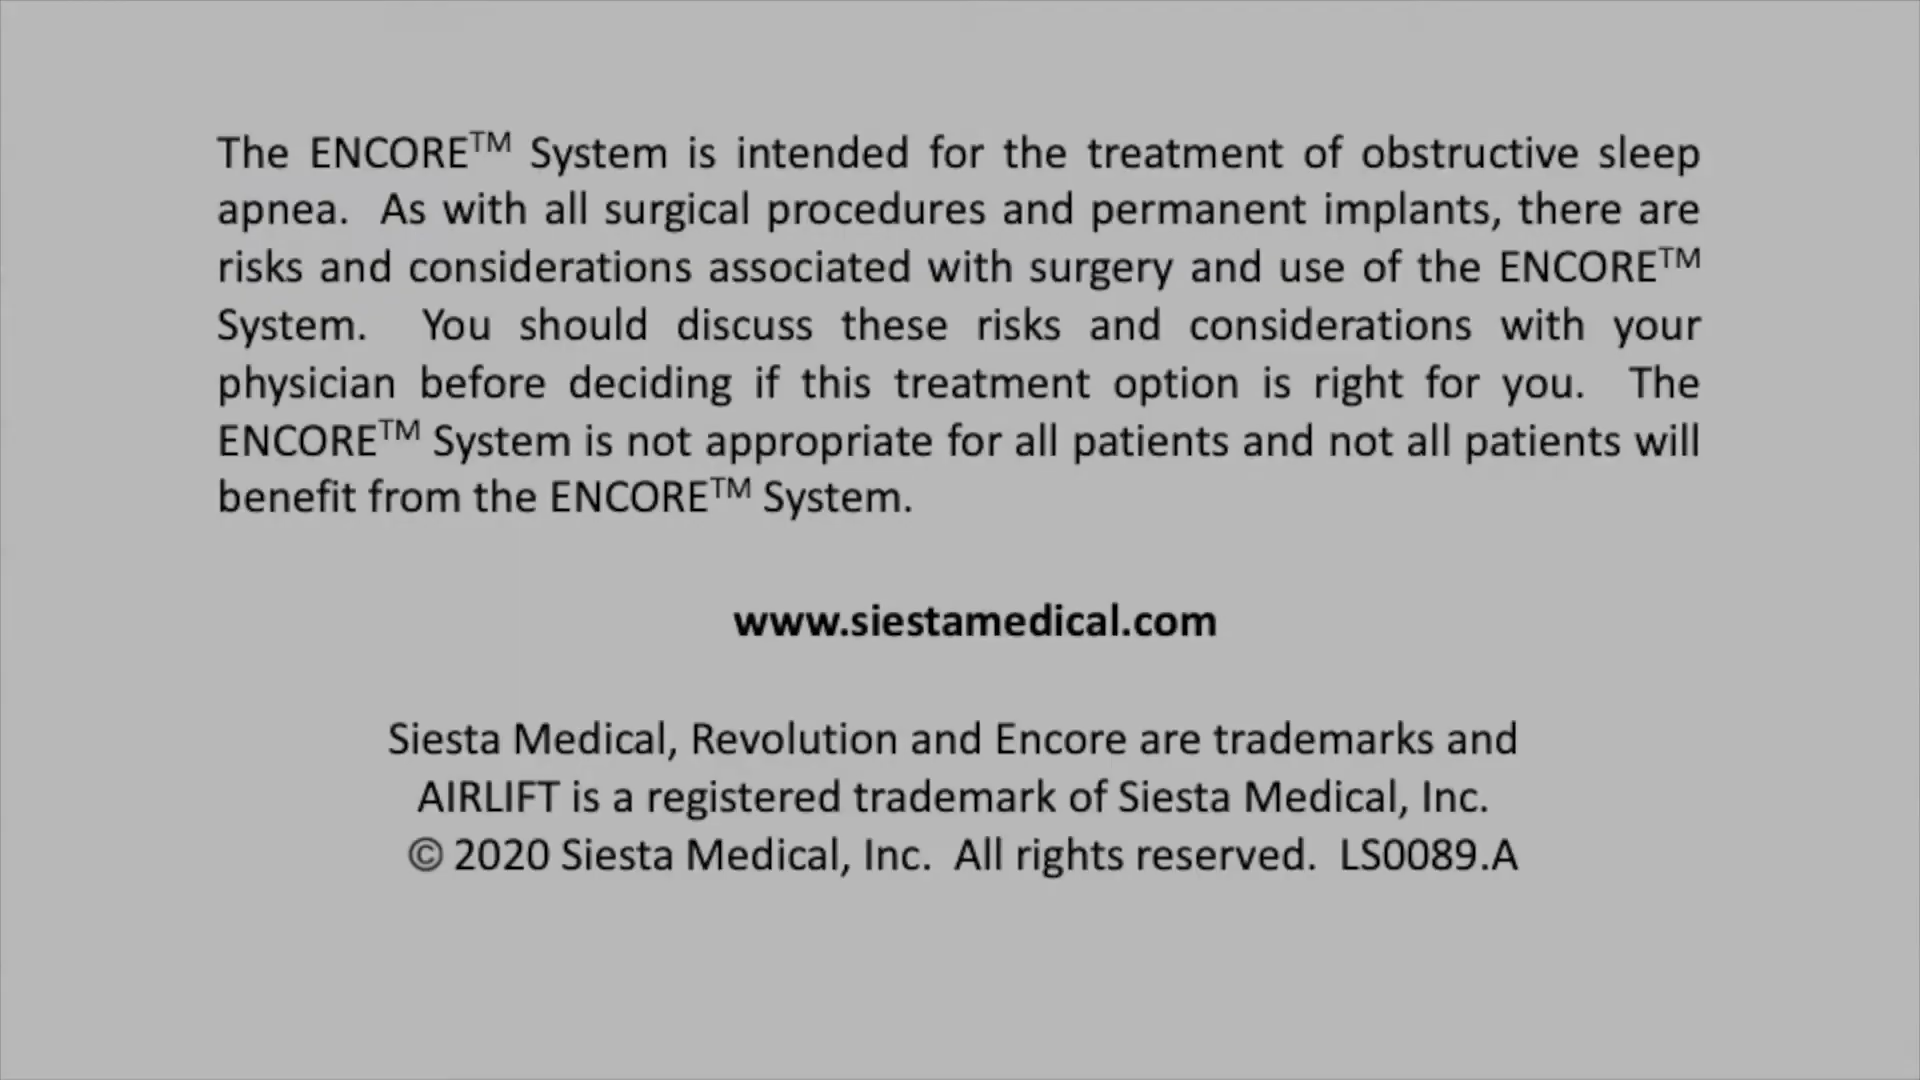 The ENCORE™ System is intended for the treatment of obstructive sleep
apnea.  As with all surgical procedures and permanent implants, there are
risks and considerations associated with surgery and use of the ENCORE™
System.  You should discuss these risks and considerations with your
physician before deciding if this treatment option is right for you.  The
ENCORE™ System is not appropriate for all patients and not all patients will
benefit from the ENCORE™ System.
www.siestamedical.com
Siesta Medical, Revolution and Encore are trademarks and
AIRLIFT is a registered trademark of Siesta Medical, Inc.
© 2020 Siesta Medical, Inc.  All rights reserved.  LS0089.A